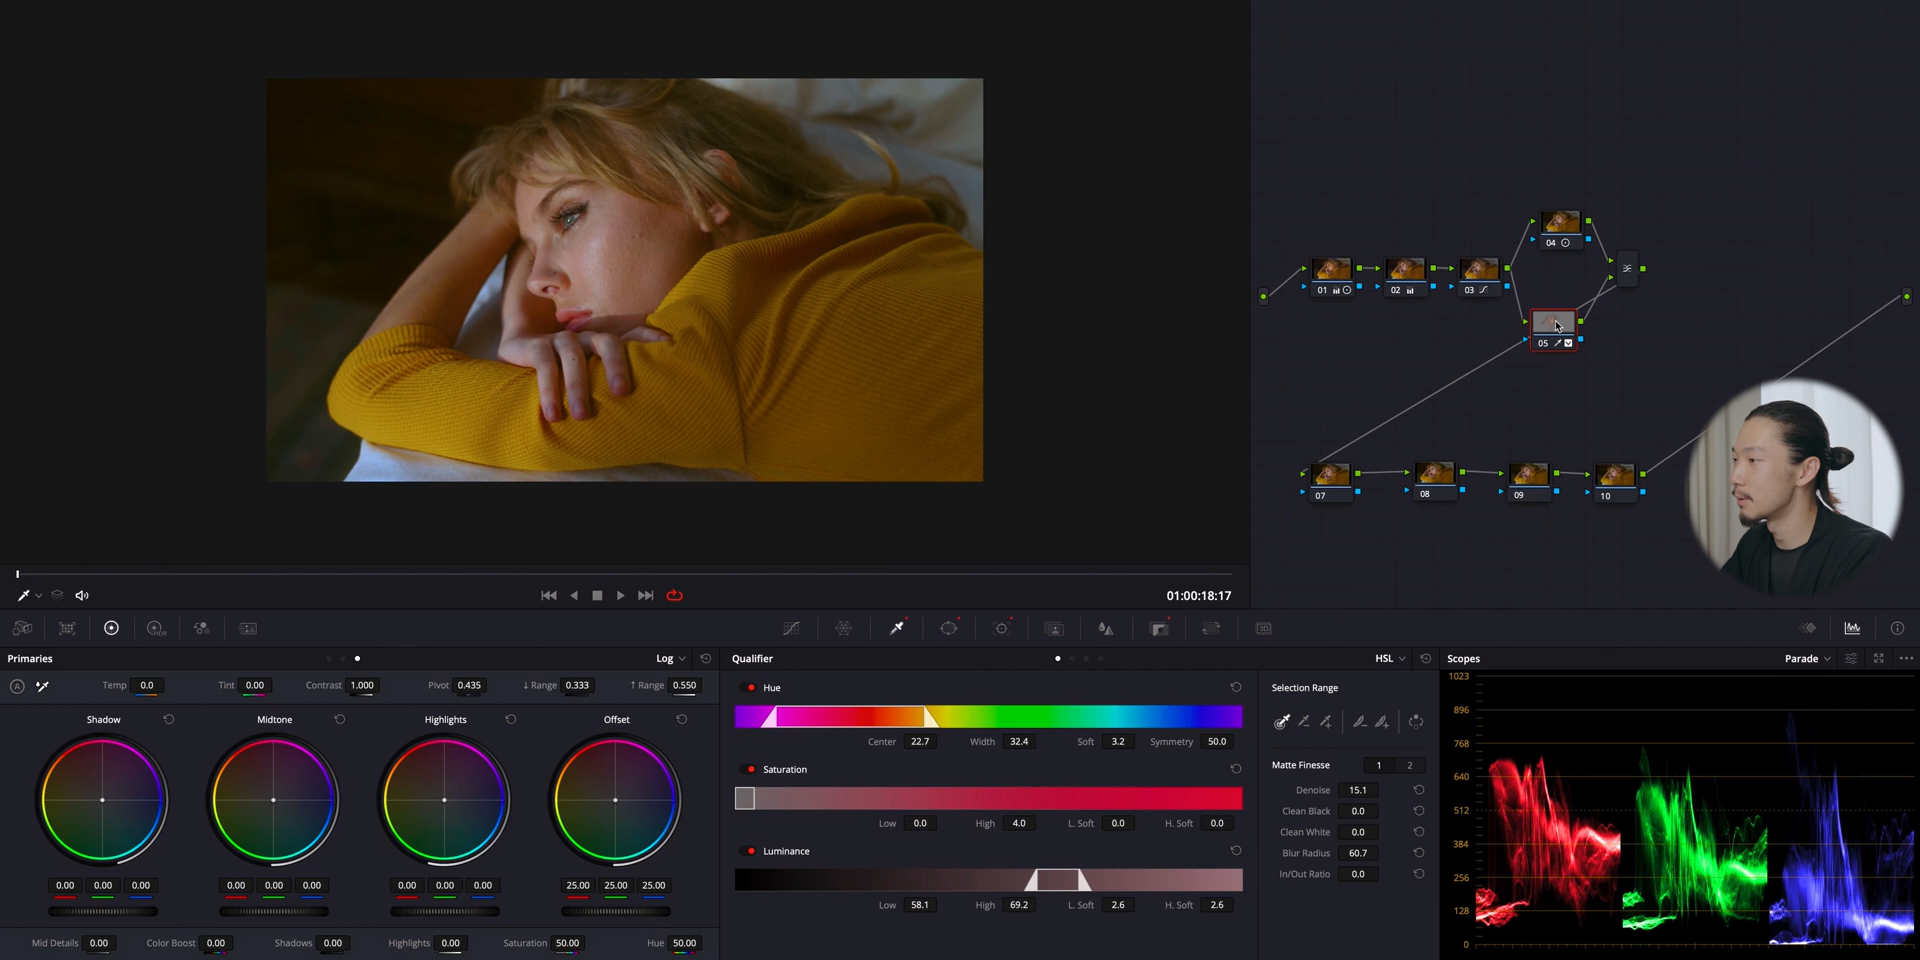 04
01
02
03
05
07
08
09
10
01:00:18:17
HDR
3D
Primaries
Log
Qualifier
HSL
Scopes
Parade
A
Temp 0.0 Tint 0.00 Contrast 1.000 Pivot 0.435 ↓ Range 0.333 ↑ Range 0.550
Shadow Midtone Highlights Offset
0.00 0.00 0.00 0.00 0.00 0.00 0.00 0.00 0.00 25.00 25.00 25.00
Mid Details 0.00 Color Boost 0.00 Shadows 0.00 Highlights 0.00 Saturation 50.00 Hue 50.00
Hue
Center 22.7 Width 32.4 Soft 3.2 Symmetry 50.0
Saturation
Low 0.0 High 4.0 L. Soft 0.0 H. Soft 0.0
Luminance
Low 58.1 High 69.2 L. Soft 2.6 H. Soft 2.6
Selection Range
Matte Finesse 1 2
Denoise 15.1
Clean Black 0.0
Clean White 0.0
Blur Radius 60.7
In/Out Ratio 0.0
1023
896
768
640
512
384
256
128
0